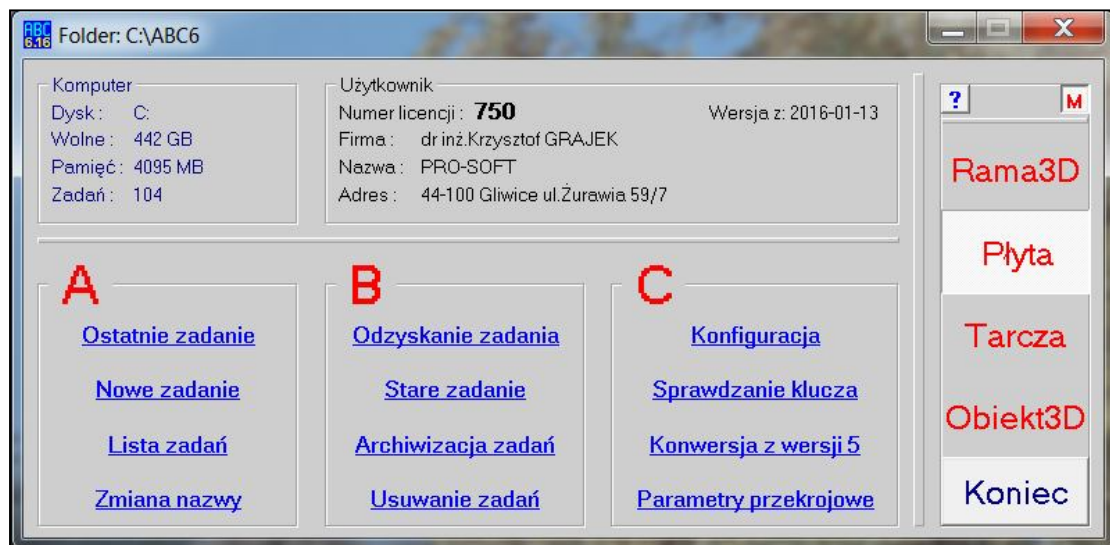 ABC
6.16
Folder: C:\ABC6
X
Komputer
Dysk: C:
Wolne: 442 GB
Pamięć: 4095 MB
Zadań: 104
Użytkownik
Numer licencji: 750 Wersja z: 2016-01-13
Firma: dr inż.Krzysztof GRAJEK
Nazwa: PRO-SOFT
Adres: 44-100 Gliwice ul.Żurawia 59/7
? M
A
Ostatnie zadanie
Nowe zadanie
Lista zadań
Zmiana nazwy
B
Odzyskanie zadania
Stare zadanie
Archiwizacja zadań
Usuwanie zadań
C
Konfiguracja
Sprawdzanie klucza
Konwersja z wersji 5
Parametry przekrojowe
Rama3D
Płyta
Tarcza
Obiekt3D
Koniec